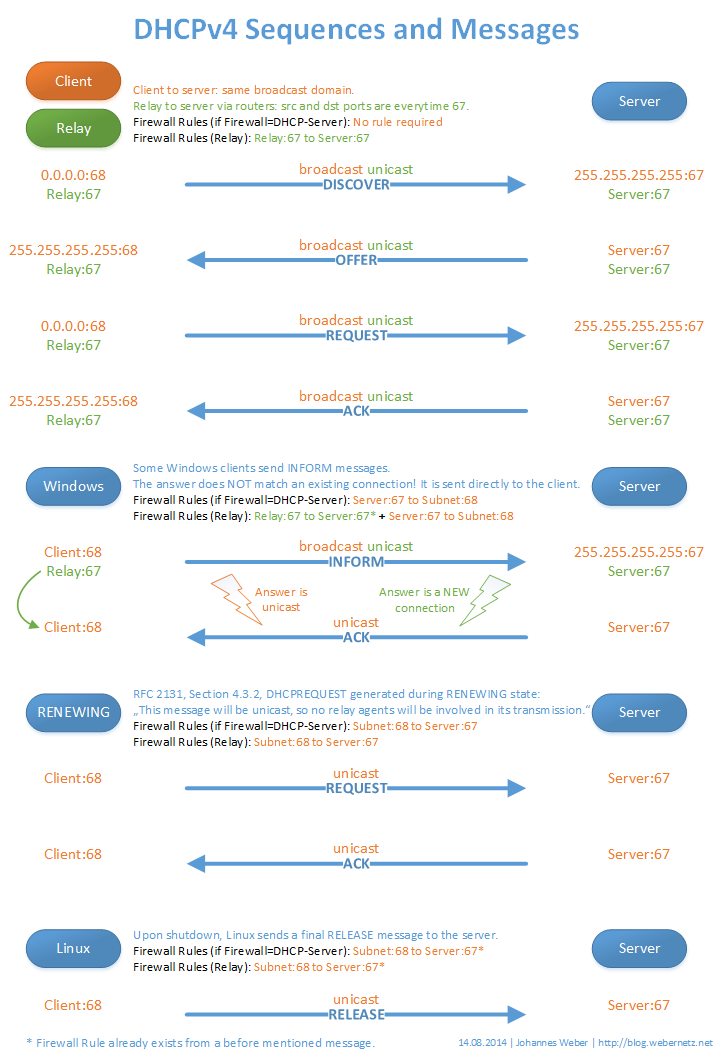 DHCPv4 Sequences and Messages
Client
Relay
Client to server: same broadcast domain.
Relay to server via routers: src and dst ports are everytime 67.
Firewall Rules (if Firewall=DHCP-Server): No rule required
Firewall Rules (Relay): Relay:67 to Server:67
Server
0.0.0.0:68
Relay:67
broadcast unicast
DISCOVER
255.255.255.255:67
Server:67
255.255.255.255:68
Relay:67
broadcast unicast
OFFER
Server:67
Server:67
0.0.0.0:68
Relay:67
broadcast unicast
REQUEST
255.255.255.255:67
Server:67
255.255.255.255:68
Relay:67
broadcast unicast
ACK
Server:67
Server:67
Windows
Some Windows clients send INFORM messages.
The answer does NOT match an existing connection! It is sent directly to the client.
Firewall Rules (if Firewall=DHCP-Server): Server:67 to Subnet:68
Firewall Rules (Relay): Relay:67 to Server:67* + Server:67 to Subnet:68
Server
Client:68
Relay:67
broadcast unicast
INFORM
255.255.255.255:67
Server:67
Answer is
unicast
Answer is a NEW
connection
Client:68
unicast
ACK
Server:67
RENEWING
RFC 2131, Section 4.3.2, DHCPREQUEST generated during RENEWING state:
„This message will be unicast, so no relay agents will be involved in its transmission.“
Firewall Rules (if Firewall=DHCP-Server): Subnet:68 to Server:67
Firewall Rules (Relay): Subnet:68 to Server:67
Server
Client:68
unicast
REQUEST
Server:67
Client:68
unicast
ACK
Server:67
Linux
Upon shutdown, Linux sends a final RELEASE message to the server.
Firewall Rules (if Firewall=DHCP-Server): Subnet:68 to Server:67*
Firewall Rules (Relay): Subnet:68 to Server:67*
Server
Client:68
unicast
RELEASE
Server:67
* Firewall Rule already exists from a before mentioned message.
14.08.2014 | Johannes Weber | http://blog.webernetz.net